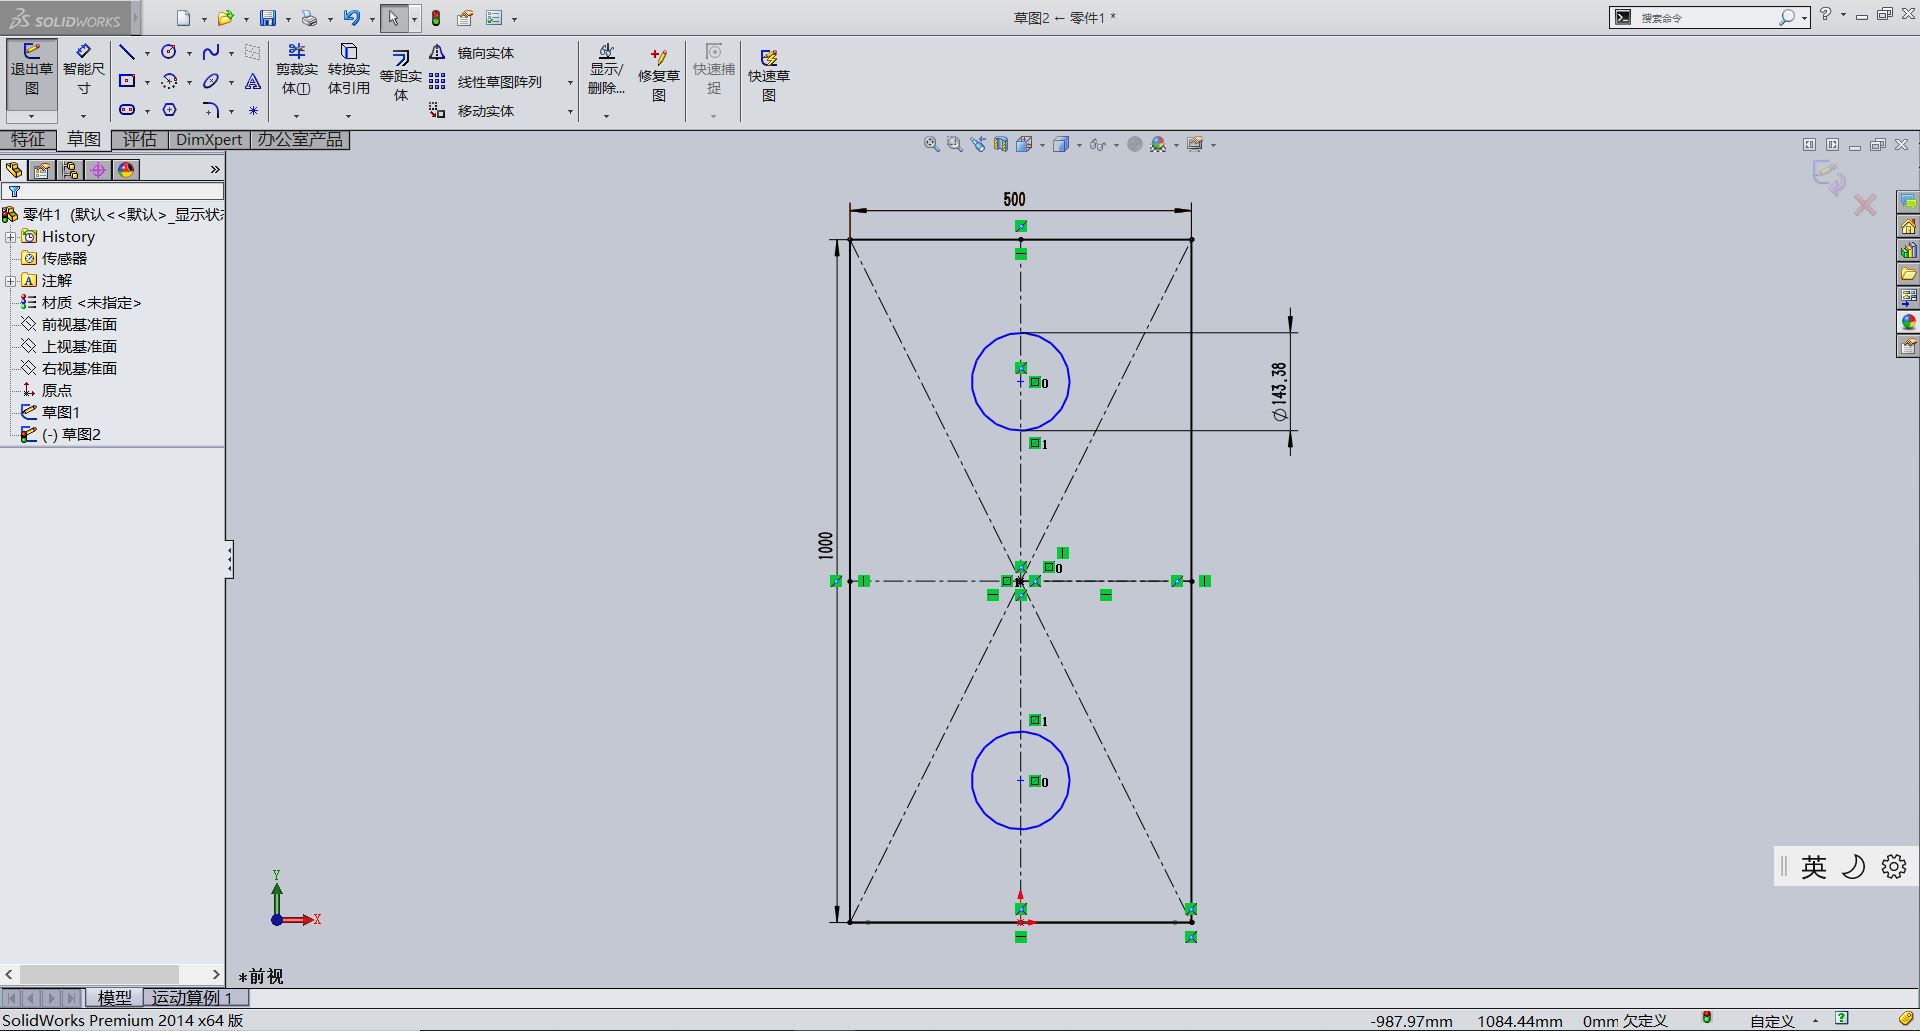 SOLIDWORKS
草图2 ← 零件1 *
搜索命令
退出草图
智能尺寸
剪裁实体(T)
转换实体引用
等距实体
镜向实体
线性草图阵列
移动实体
显示/删除...
修复草图
快速捕捉
快速草图
特征
草图
评估
DimXpert
办公室产品
零件1 (默认<<默认>_显示状
History
传感器
注解
材质 <未指定>
前视基准面
上视基准面
右视基准面
原点
草图1
(-) 草图2
500
0
1
⌀143.38
1000
0
1
0
Y
X
*前视
英
模型
运动算例 1
SolidWorks Premium 2014 x64 版
-987.97mm
1084.44mm
0mm 欠定义
自定义